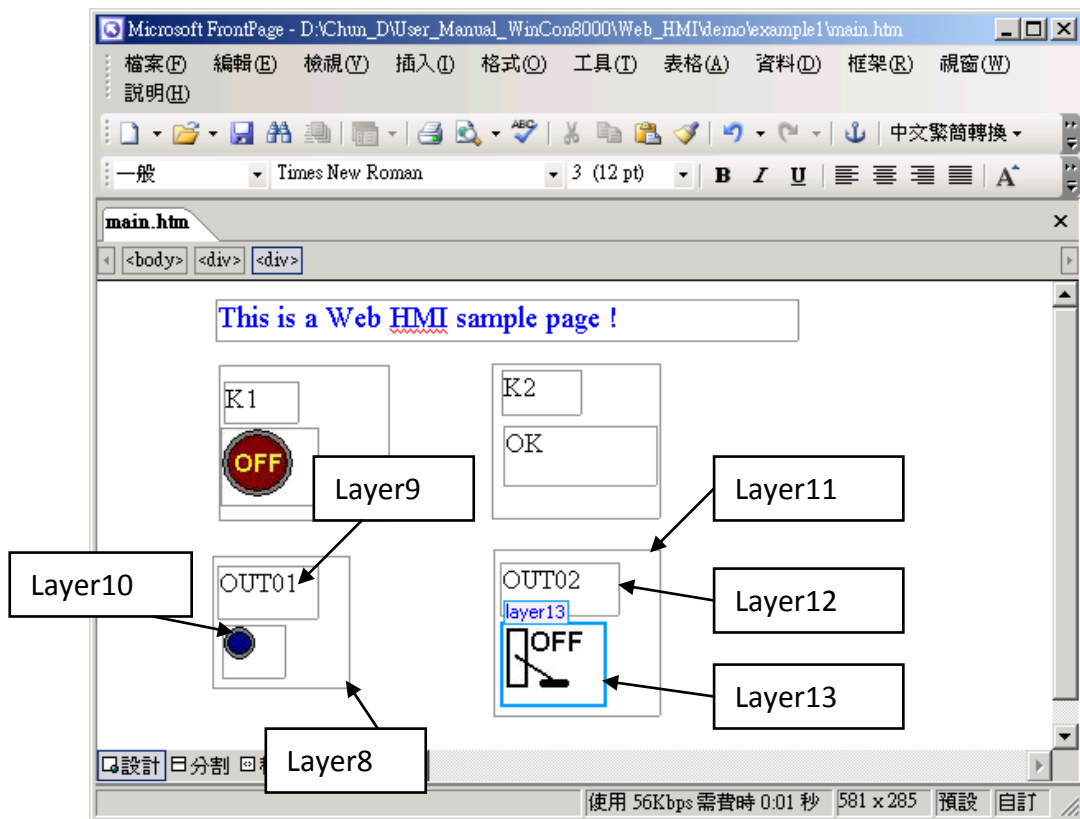 Microsoft FrontPage - D:\Chun_D\User_Manual_WinCon8000\Web_HMI\demo\example1\main.htm
檔案(F) 編輯(E) 檢視(V) 插入(I) 格式(O) 工具(T) 表格(A) 資料(D) 框架(R) 視窗(W)
說明(H)
ABC 中文繁簡轉換
一般 Times New Roman 3 (12 pt) B I U A
main.htm
<body> <div> <div>
This is a Web HMI sample page !
K1
K2
OFF
OK
Layer9
Layer11
Layer10
OUT01
OUT02
Layer12
layer13
OFF
Layer13
Layer8
設計 分割
使用 56Kbps 需費時 0:01 秒 581 x 285 預設 自訂